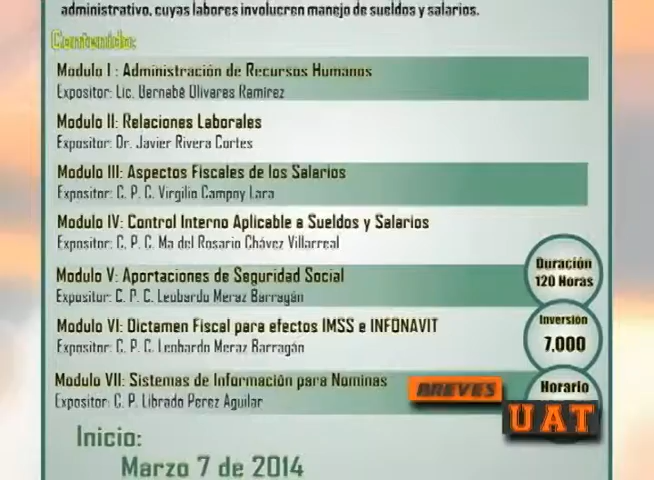 administrativo, cuyas labores involucren manejo de sueldos y salarios.
Contenido:
Modulo I : Administración de Recursos Humanos
Expositor: Lic. Bernabé Olivares Ramírez
Modulo II: Relaciones Laborales
Expositor: Dr. Javier Rivera Cortes
Modulo III: Aspectos Fiscales de los Salarios
Expositor: C. P. C. Virgilio Campoy Lara
Modulo IV: Control Interno Aplicable a Sueldos y Salarios
Expositor: C. P. C. Ma del Rosario Chávez Villarreal
Modulo V: Aportaciones de Seguridad Social
Expositor: C. P. C. Leobardo Meraz Barragán
Modulo VI: Dictamen Fiscal para efectos IMSS e INFONAVIT
Expositor: C. P. C. Leobardo Meraz Barragán
Modulo VII: Sistemas de Información para Nominas
Expositor: C. P. Librado Perez Aguilar
Duración
120 Horas
Inversión
7,000
Horario
BREVES
UAT
Inicio:
Marzo 7 de 2014